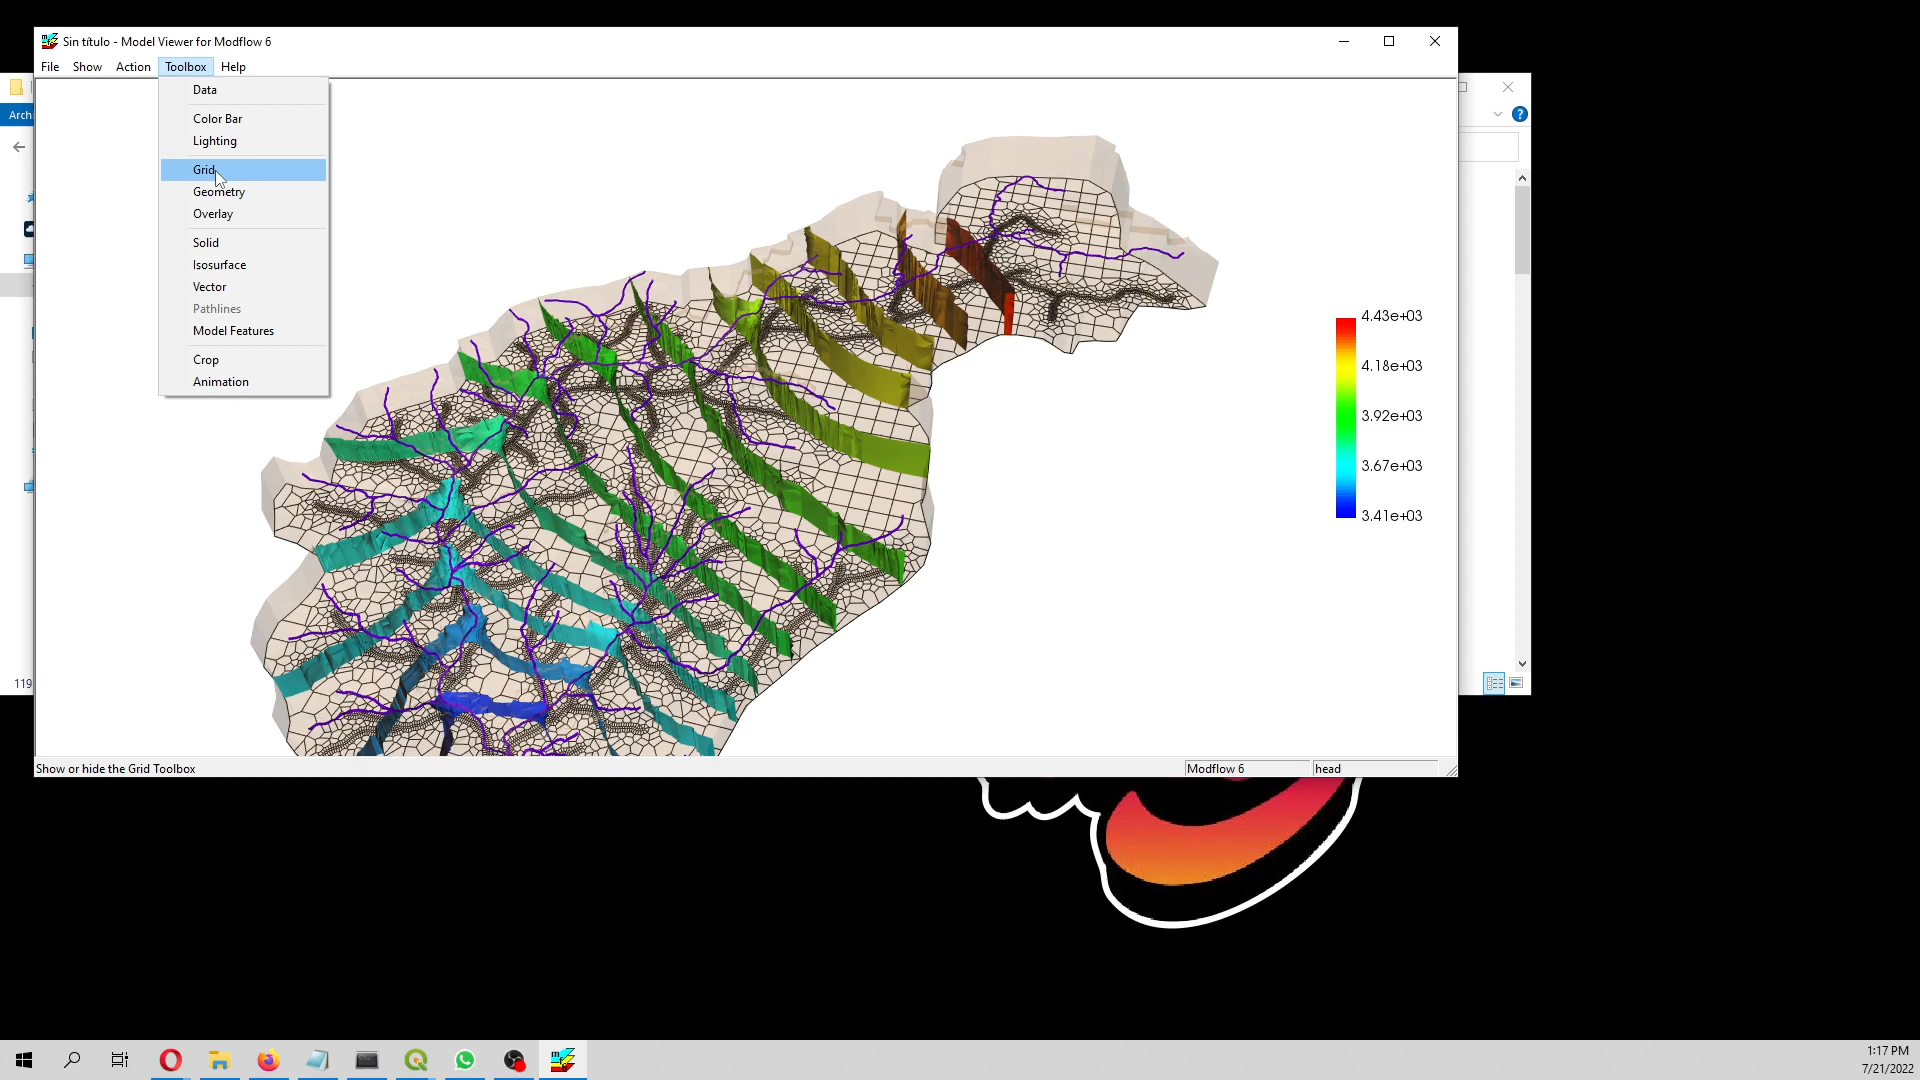 Sin título - Model Viewer for Modflow 6
File Show Action Toolbox Help
Data
Color Bar
Lighting
Grid
Geometry
Overlay
Solid
Isosurface
Vector
Pathlines
Model Features
Crop
Animation
4.43e+03
4.18e+03
3.92e+03
3.67e+03
3.41e+03
Arch
?
119
Show or hide the Grid Toolbox
Modflow 6
head
1:17 PM
7/21/2022